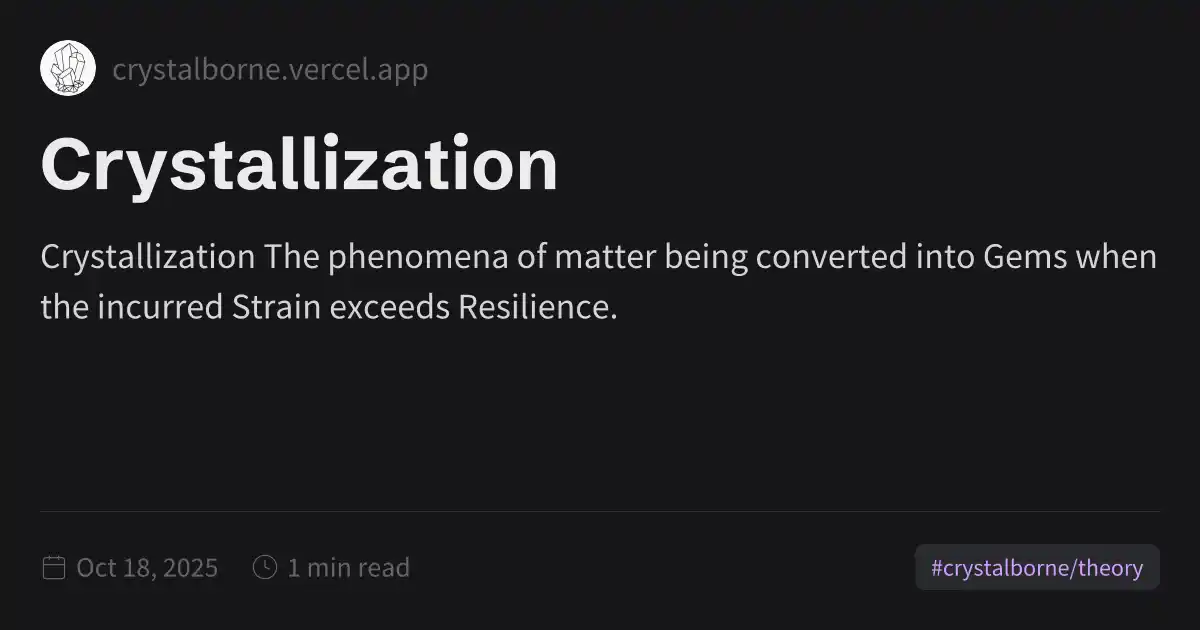 crystalborne.vercel.app
Crystallization
Crystallization The phenomena of matter being converted into Gems when
the incurred Strain exceeds Resilience.
Oct 18, 2025 1 min read #crystalborne/theory